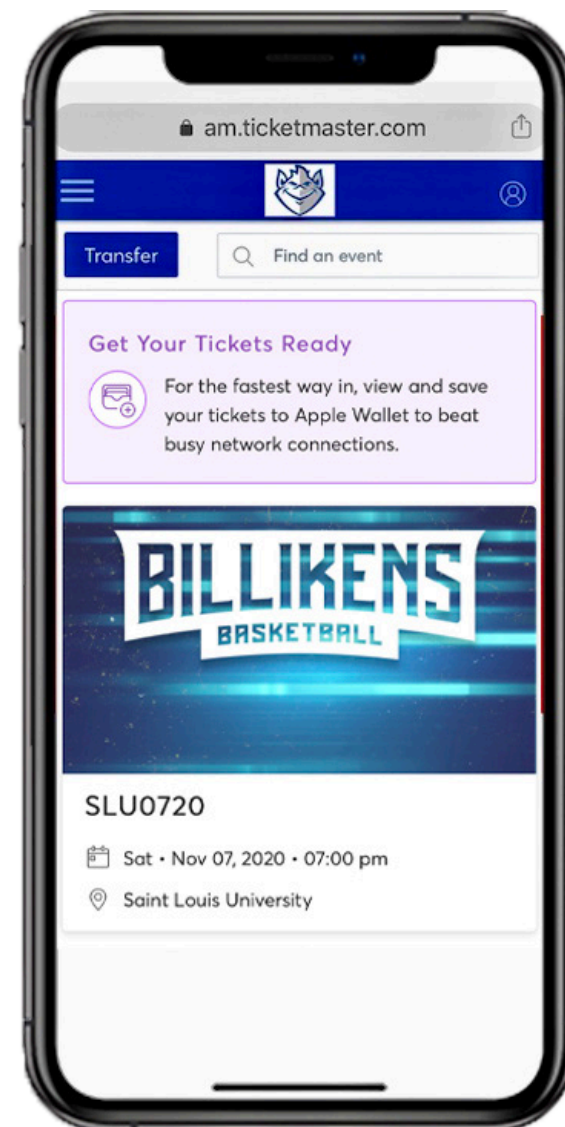 am.ticketmaster.com
Transfer
Find an event
Get Your Tickets Ready
For the fastest way in, view and save
your tickets to Apple Wallet to beat
busy network connections.
BILLIKENS
BASKETBALL
SLU0720
Sat • Nov 07, 2020 • 07:00 pm
Saint Louis University